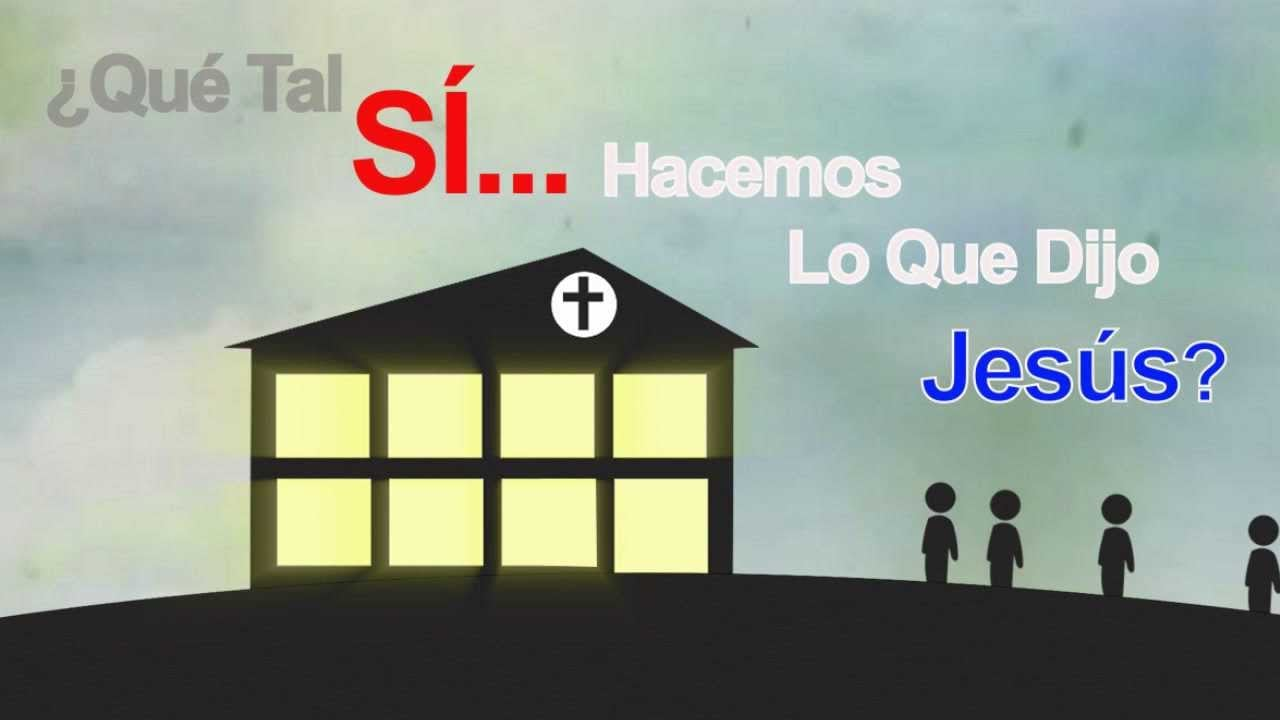 ¿Qué Tal
SÍ...
Hacemos
Lo Que Dijo
Jesús?